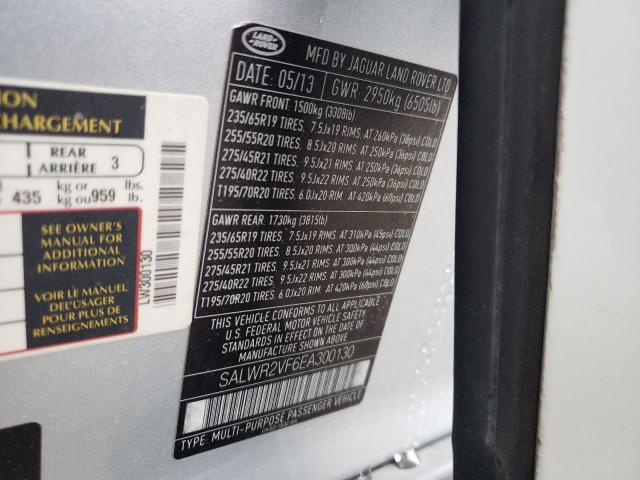 ION
CHARGEMENT
REAR
ARRIÈRE 3
435 kg or kg ou 959 lbs. lb.
SEE OWNER'S
MANUAL FOR
ADDITIONAL
INFORMATION
VOIR LE MANUEL
DEL'USAGER
POUR PLUS DE
RENSEIGNEMENTS
LW300130
LAND
ROVER
MFD BY JAGUAR LAND ROVER LTD
DATE: 05/13 GWR 2950kg (6505lb)
GAWR FRONT: 1500kg (3308lb)
235/65R19 TIRES, 7.5Jx19 RIMS, AT 260kPa (38psi) COLD
255/55R20 TIRES, 8.5Jx20 RIMS, AT 250kPa (36psi) COLD
275/45R21 TIRES, 9.5Jx21 RIMS, AT 250kPa (36psi) COLD
275/40R22 TIRES, 9.5Jx22 RIMS, AT 250kPa (36psi) COLD
T195/70R20 TIRES, 6.0Jx20 RIM, AT 420kPa (60psi) COLD
GAWR REAR: 1730kg (3815lb)
235/65R19 TIRES, 7.5Jx19 RIMS, AT 310kPa (45psi) COLD
255/55R20 TIRES, 8.5Jx20 RIMS, AT 300kPa (44psi) COLD
275/45R21 TIRES, 9.5Jx21 RIMS, AT 300kPa (44psi) COLD
275/40R22 TIRES, 9.5Jx22 RIMS, AT 300kPa (44psi) COLD
T195/70R20 TIRES, 6.0Jx20 RIM, AT 420kPa (60psi) COLD
THIS VEHICLE CONFORMS TO ALL APPLICABLE
U.S. FEDERAL MOTOR VEHICLE SAFETY
STANDARDS IN EFFECT ON THE DATE OF
MANUFACTURE SHOWN ABOVE.
SALWR2VF6EA300130
TYPE: MULTI-PURPOSE PASSENGER VEHICLE